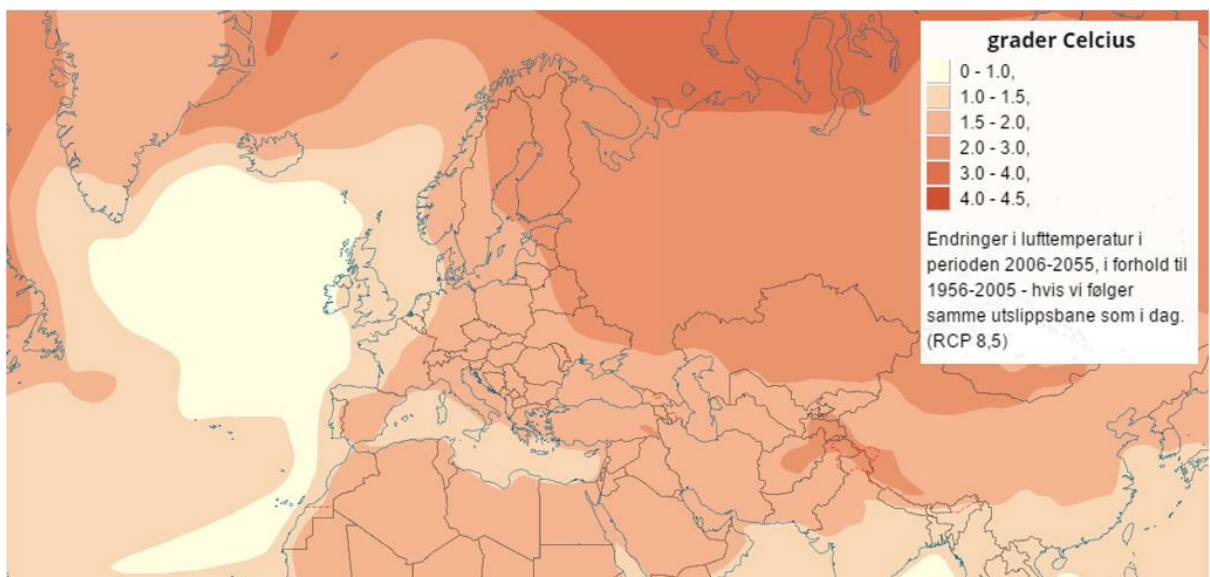 grader Celcius
0 - 1.0,
1.0 - 1.5,
1.5 - 2.0,
2.0 - 3.0,
3.0 - 4.0,
4.0 - 4.5,
Endringer i lufttemperatur i
perioden 2006-2055, i forhold til
1956-2005 - hvis vi følger
samme utslippsbane som i dag.
(RCP 8,5)